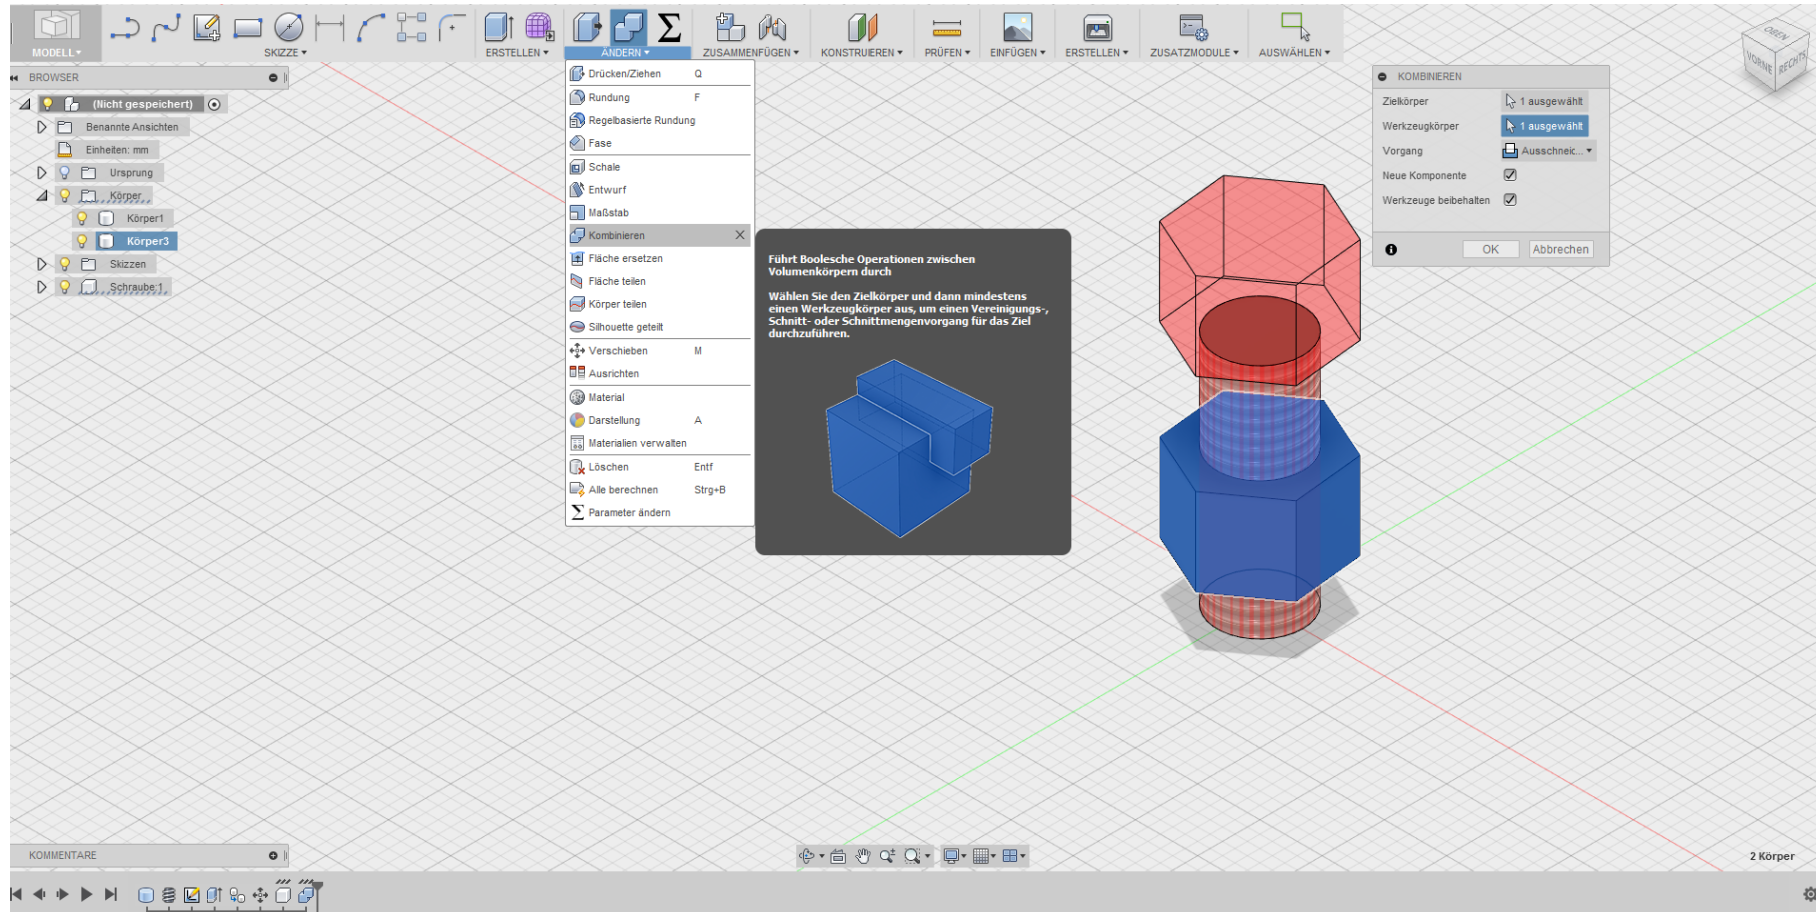 MODELL
SKIZZE
ERSTELLEN
ÄNDERN
ZUSAMMENFÜGEN
KONSTRUIEREN
PRÜFEN
EINFÜGEN
ERSTELLEN
ZUSATZMODULE
AUSWÄHLEN
OBEN
VORNE
RECHTS
BROWSER
(Nicht gespeichert)
Benannte Ansichten
Einheiten: mm
Ursprung
Körper
Körper1
Körper3
Skizzen
Schraube:1
Drücken/Ziehen Q
Rundung F
Regelbasierte Rundung
Fase
Schale
Entwurf
Maßstab
Kombinieren
Fläche ersetzen
Fläche teilen
Körper teilen
Silhouette geteilt
Verschieben M
Ausrichten
Material
Darstellung A
Materialien verwalten
Löschen Entf
Alle berechnen Strg+B
Parameter ändern
Führt Boolesche Operationen zwischen
Volumenkörpern durch
Wählen Sie den Zielkörper und dann mindestens
einen Werkzeugkörper aus, um einen Vereinigungs-,
Schnitt- oder Schnittmengenvorgang für das Ziel
durchzuführen.
KOMBINIEREN
Zielkörper 1 ausgewählt
Werkzeugkörper 1 ausgewählt
Vorgang Ausschneic...
Neue Komponente
Werkzeuge beibehalten
OK Abbrechen
KOMMENTARE
2 Körper